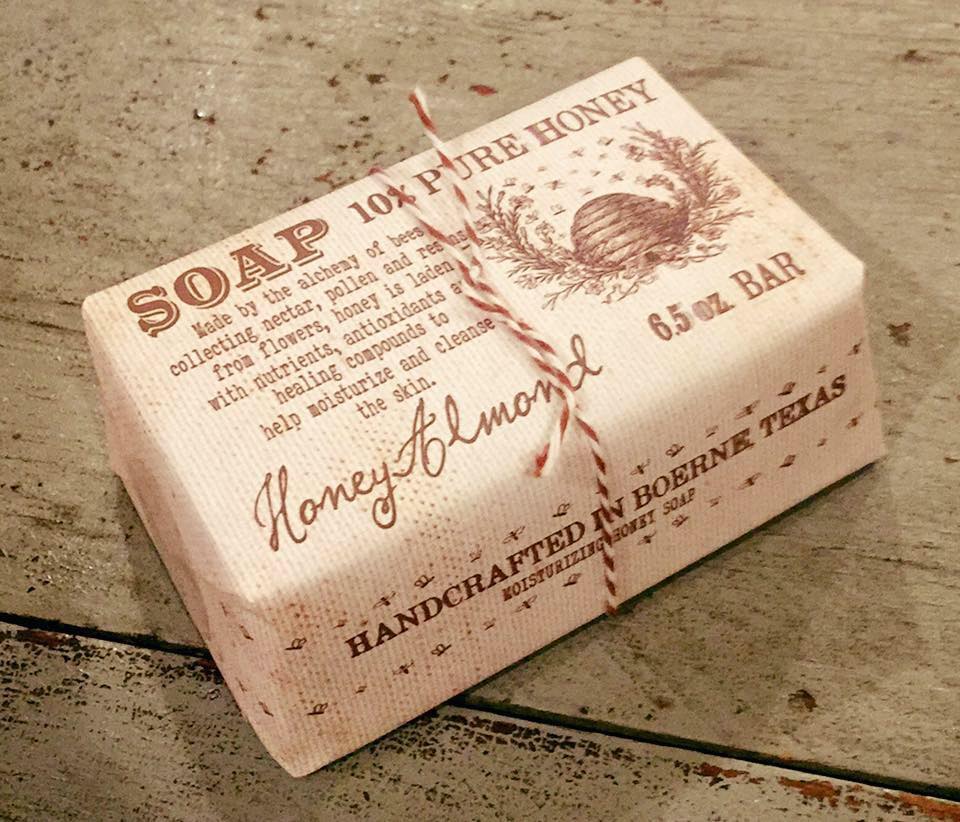 SOAP 10% PURE HONEY
Made by the alchemy of bees
collecting nectar, pollen and resins
from flowers, honey is laden
with nutrients, antioxidants
healing compounds to
help moisturize and cleanse
the skin.
Honey Almond
6.5 oz BAR
HANDCRAFTED IN BOERNE, TEXAS
MOISTURIZING HONEY SOAP